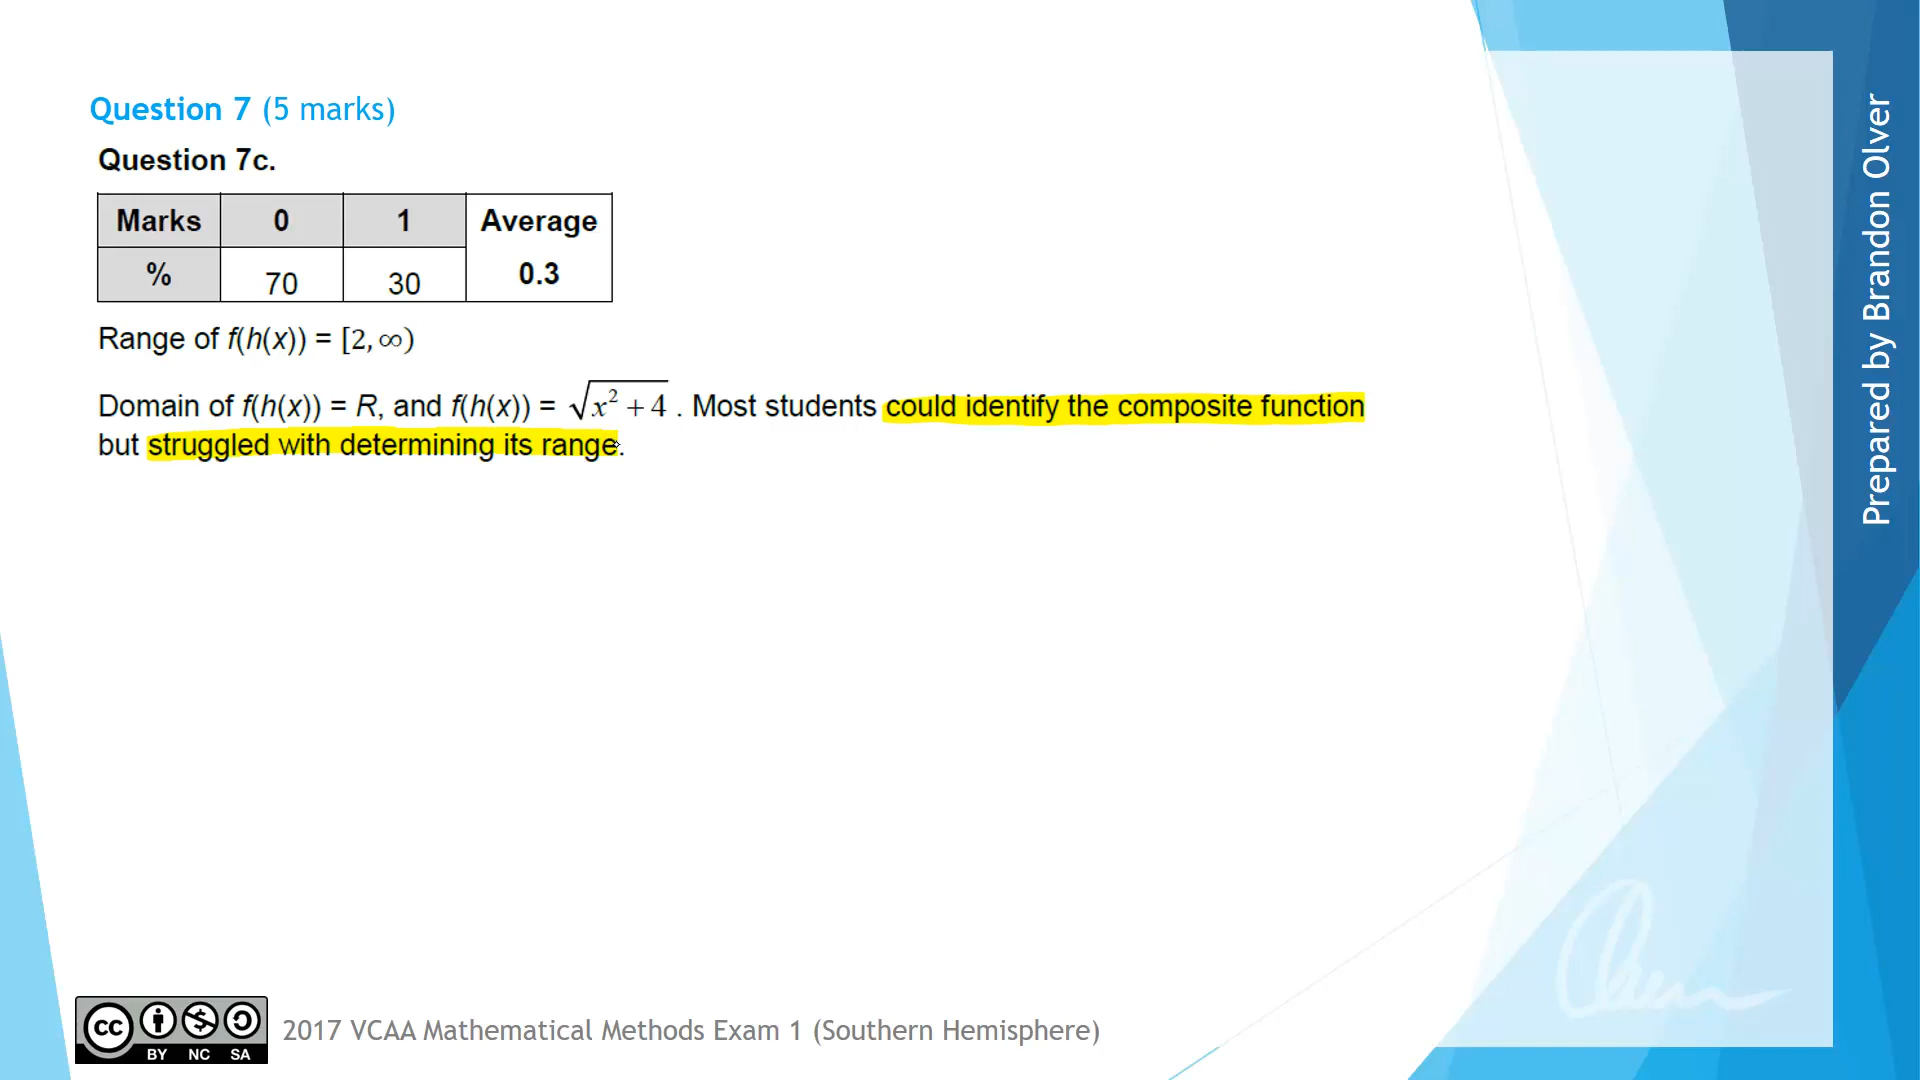 Question 7 (5 marks)
Question 7c.
Marks 0 1 Average
% 70 30 0.3
Range of f(h(x)) = [2, ∞)
Domain of f(h(x)) = R, and f(h(x)) = √(x² + 4) . Most students could identify the composite function
but struggled with determining its range.
Prepared by Brandon Olver
cc BY NC SA
2017 VCAA Mathematical Methods Exam 1 (Southern Hemisphere)